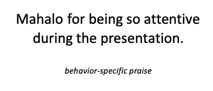 Mahalo for being so attentive
during the presentation.
behavior-specific praise